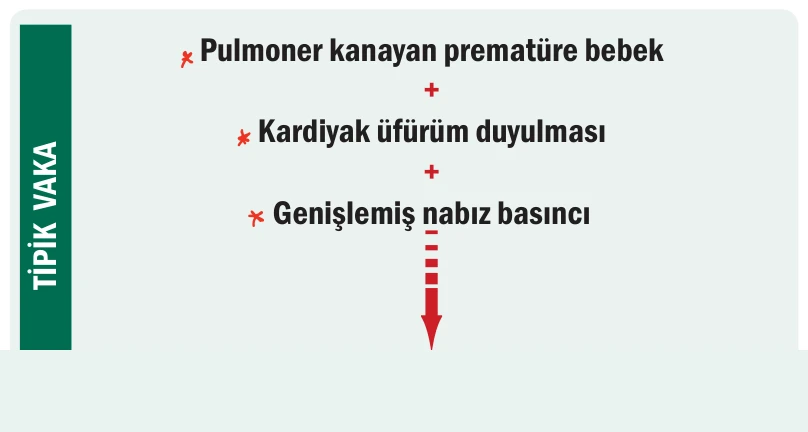 TİPİK VAKA
Pulmoner kanayan prematüre bebek
+
Kardiyak üfürüm duyulması
+
Genişlemiş nabız basıncı